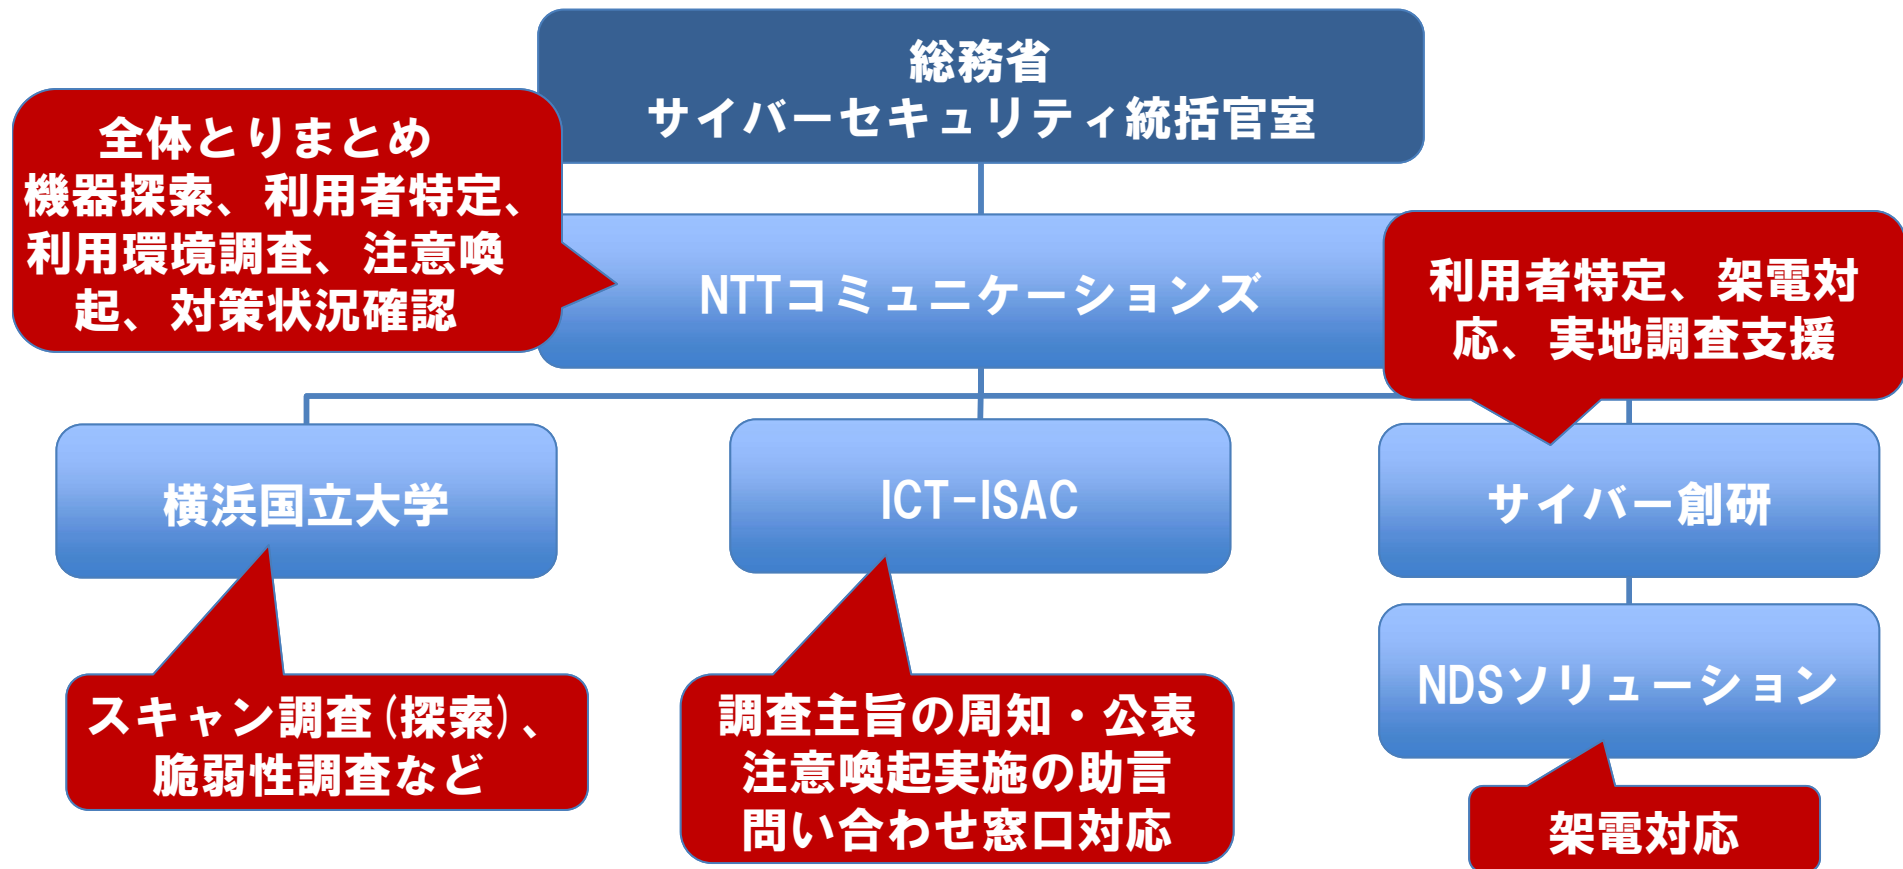 総務省
サイバーセキュリティ統括官室
全体とりまとめ
機器探索、利用者特定、
利用環境調査、注意喚
起、対策状況確認
NTTコミュニケーションズ
利用者特定、架電対
応、実地調査支援
横浜国立大学
ICT-ISAC
サイバー創研
NDSソリューション
スキャン調査(探索)、
脆弱性調査など
調査主旨の周知・公表
注意喚起実施の助言
問い合わせ窓口対応
架電対応